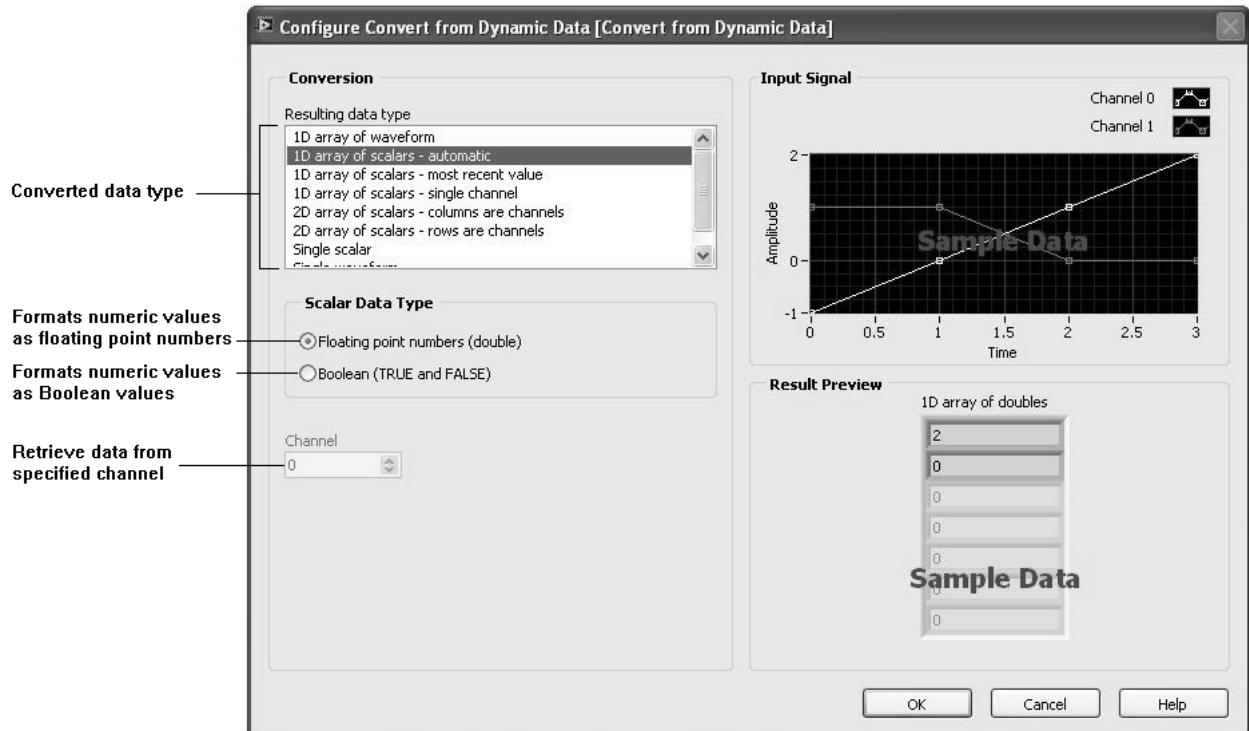 Configure Convert from Dynamic Data [Convert from Dynamic Data]
Conversion
Resulting data type
1D array of waveform
1D array of scalars - automatic
1D array of scalars - most recent value
1D array of scalars - single channel
2D array of scalars - columns are channels
2D array of scalars - rows are channels
Single scalar
Single waveform
Converted data type
Scalar Data Type
Formats numeric values
as floating point numbers
Floating point numbers (double)
Formats numeric values
as Boolean values
Boolean (TRUE and FALSE)
Channel
0
Retrieve data from
specified channel
Input Signal
Channel 0
Channel 1
2
0
-1
Amplitude
Sample Data
0 0.5 1 1.5 2 2.5 3
Time
Result Preview
1D array of doubles
2
0
0
0
0
Sample Data
0
0
OK Cancel Help